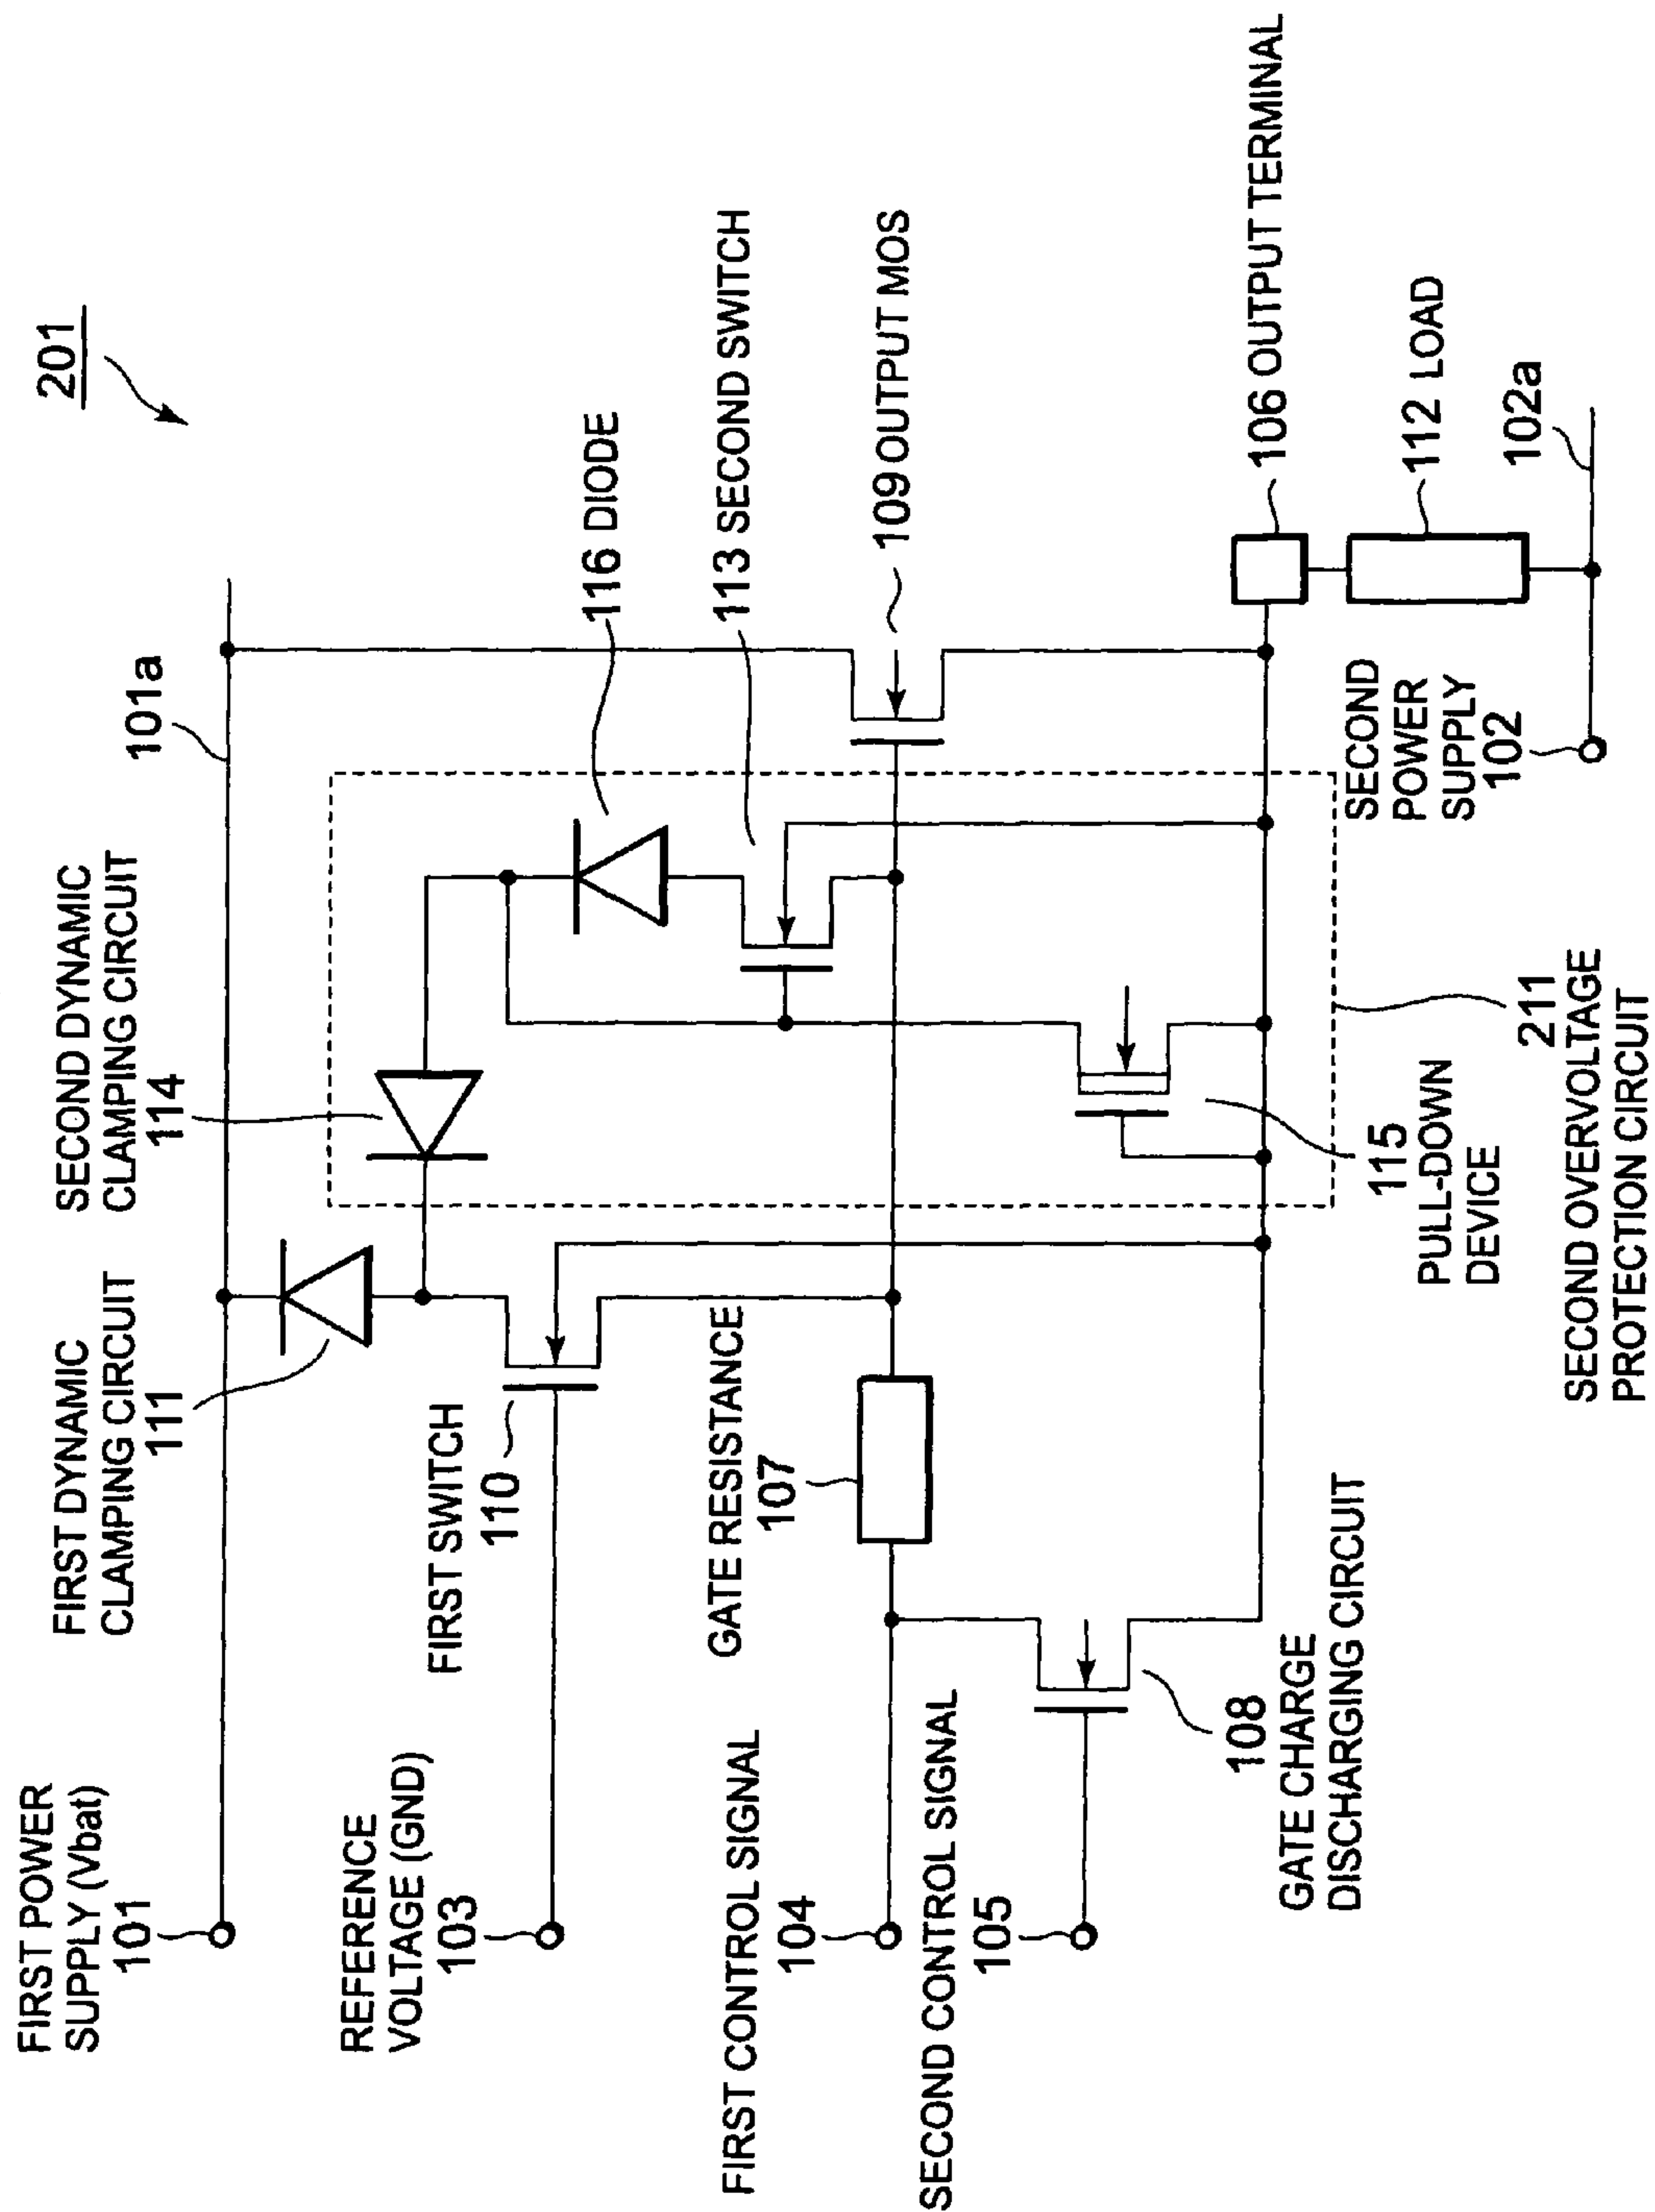 201
FIRST POWER
SUPPLY (Vbat)
101
FIRST DYNAMIC
CLAMPING CIRCUIT
111
SECOND DYNAMIC
CLAMPING CIRCUIT
114
101a
REFERENCE
VOLTAGE (GND)
103
FIRST SWITCH
110
116 DIODE
113 SECOND SWITCH
109 OUTPUT MOS
FIRST CONTROL SIGNAL
104
GATE RESISTANCE
107
SECOND CONTROL SIGNAL
105
108
GATE CHARGE
DISCHARGING CIRCUIT
115
PULL-DOWN
DEVICE
211
SECOND OVERVOLTAGE
PROTECTION CIRCUIT
106 OUTPUT TERMINAL
112 LOAD
SECOND
POWER
SUPPLY
102
102a